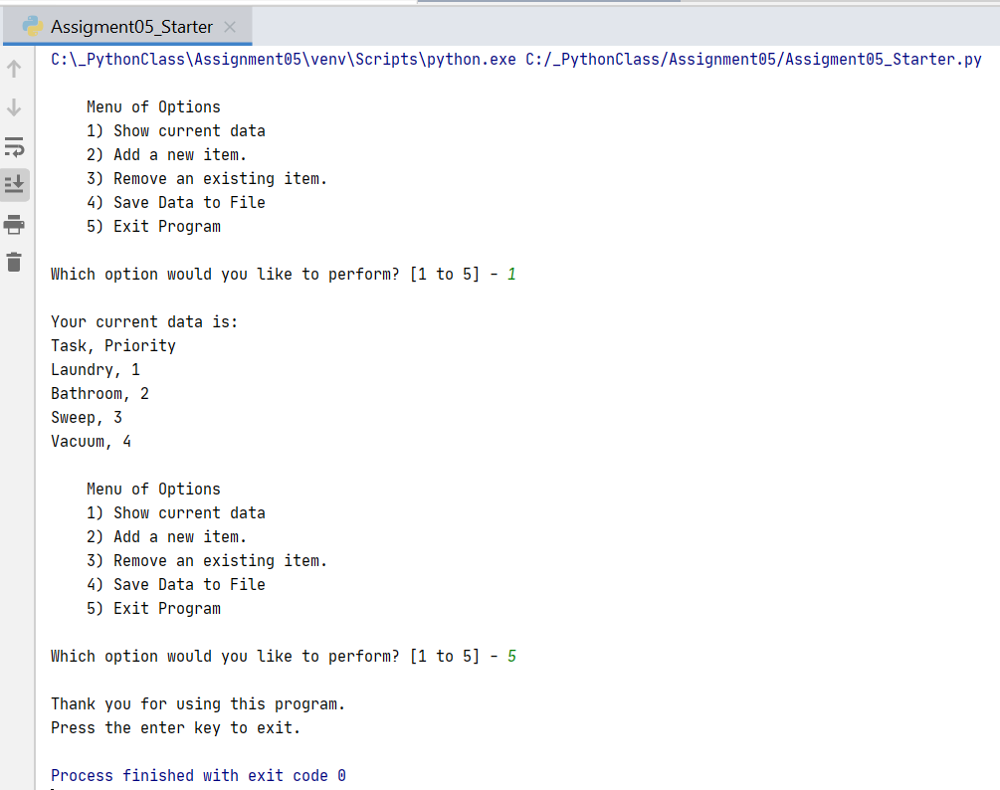 Assigment05_Starter
C:\_PythonClass\Assignment05\venv\Scripts\python.exe C:/_PythonClass/Assignment05/Assigment05_Starter.py
Menu of Options
1) Show current data
2) Add a new item.
3) Remove an existing item.
4) Save Data to File
5) Exit Program
Which option would you like to perform? [1 to 5] - 1
Your current data is:
Task, Priority
Laundry, 1
Bathroom, 2
Sweep, 3
Vacuum, 4
Menu of Options
1) Show current data
2) Add a new item.
3) Remove an existing item.
4) Save Data to File
5) Exit Program
Which option would you like to perform? [1 to 5] - 5
Thank you for using this program.
Press the enter key to exit.
Process finished with exit code 0